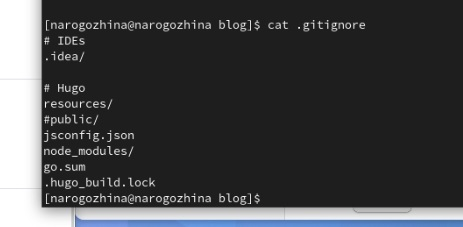 [narogozhina@narogozhina blog]$ cat .gitignore
# IDEs
.idea/

# Hugo
resources/
#public/
jsconfig.json
node_modules/
go.sum
.hugo_build.lock
[narogozhina@narogozhina blog]$